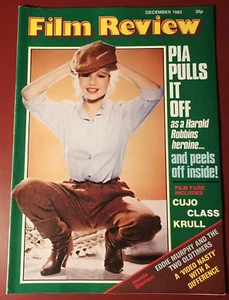 DECEMBER 1983 35p
Film Review
PIA
PULLS
IT
OFF
as a Harold
Robbins
heroine...
and peels
off inside!
FILM FARE
INCLUDES
CUJO
CLASS
KRULL
EDDIE MURPHY AND THE
TWO OLDTIMERS
A 'VIDEO NASTY'
WITH A
DIFFERENCE